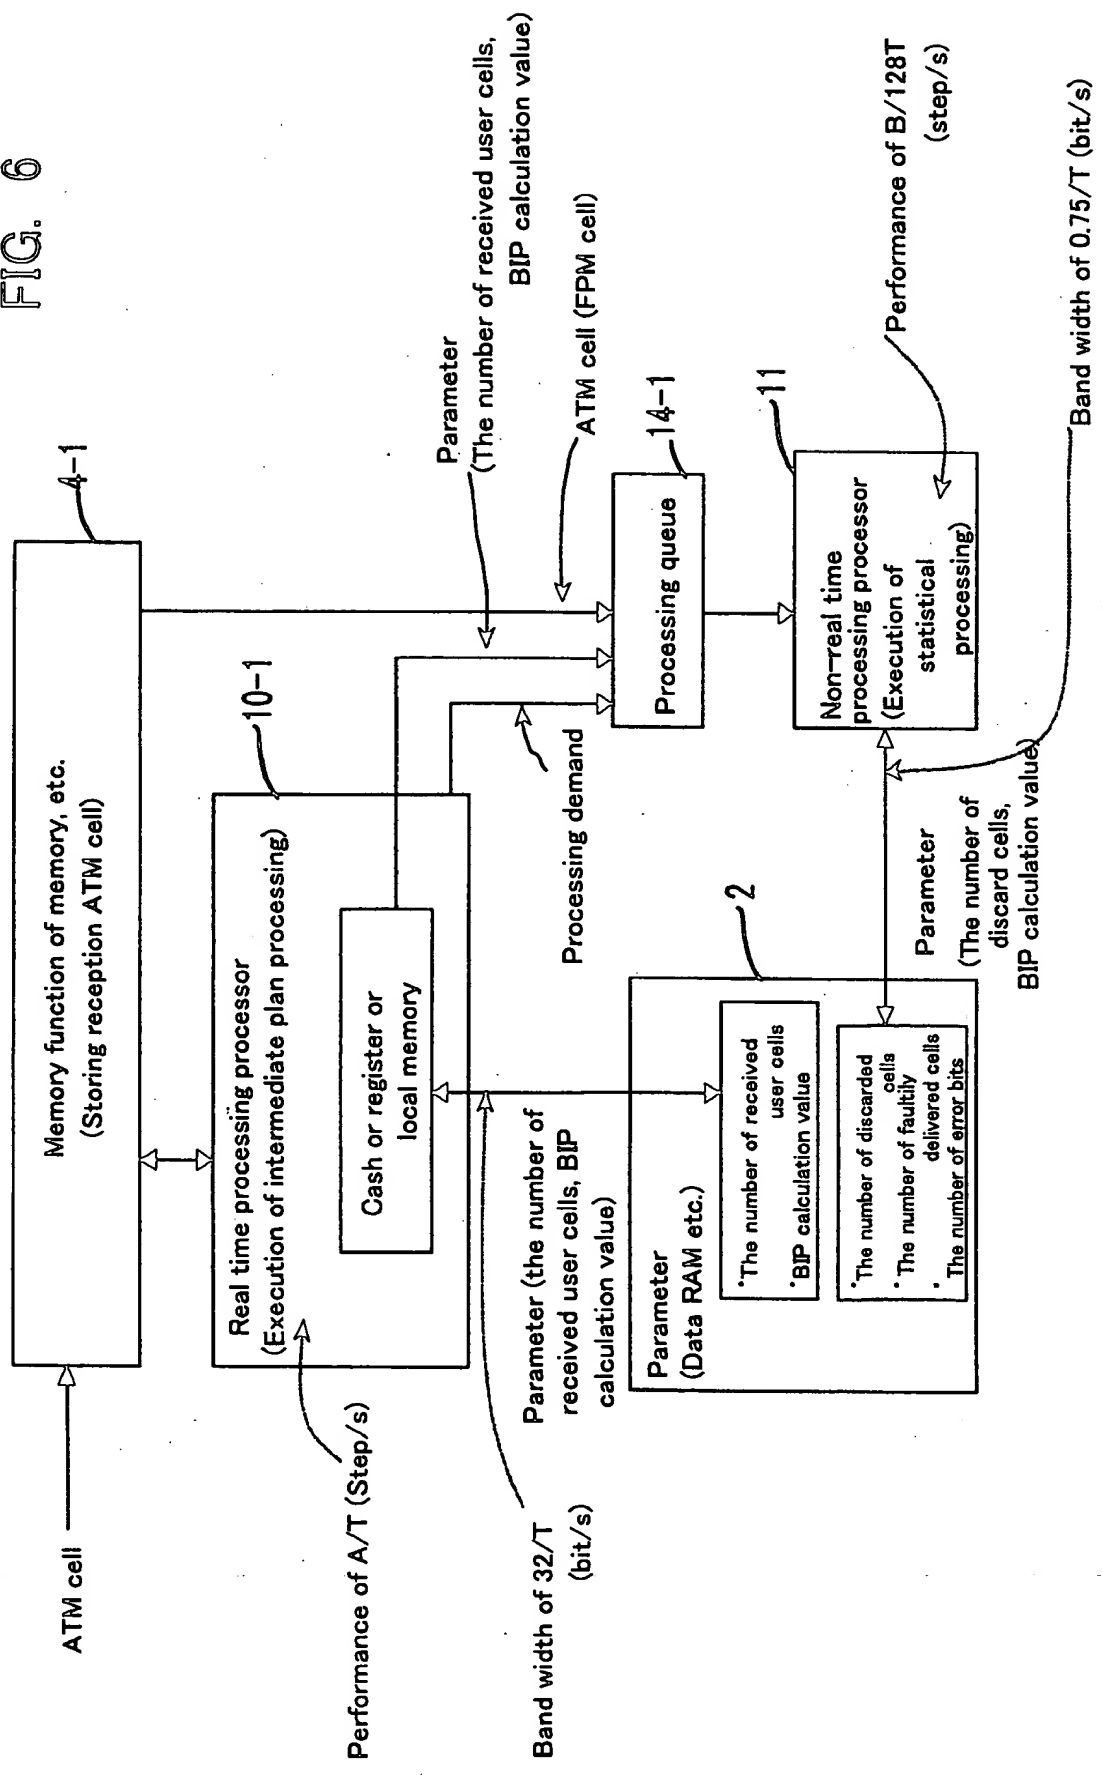 FIG. 6
ATM cell
Memory function of memory, etc.
(Storing reception ATM cell)
4-1
Performance of A/T (Step/s)
Real time processing processor
(Execution of intermediate plan processing)
10-1
Cash or register or
local memory
Parameter
(The number of received user cells,
BIP calculation value)
ATM cell (FPM cell)
Processing demand
Band width of 32/T
(bit/s)
Parameter (the number of
received user cells, BIP
calculation value)
Processing queue
14-1
Parameter
(Data RAM etc.)
2
•The number of received
user cells
•BIP calculation value
•The number of discarded
cells
• The number of faultily
delivered cells
• The number of error bits
Non-real time
processing processor
(Execution of
statistical
processing)
11
Performance of B/128T
(step/s)
Parameter
(The number of
discard cells,
BIP calculation value)
Band width of 0.75/T (bit/s)